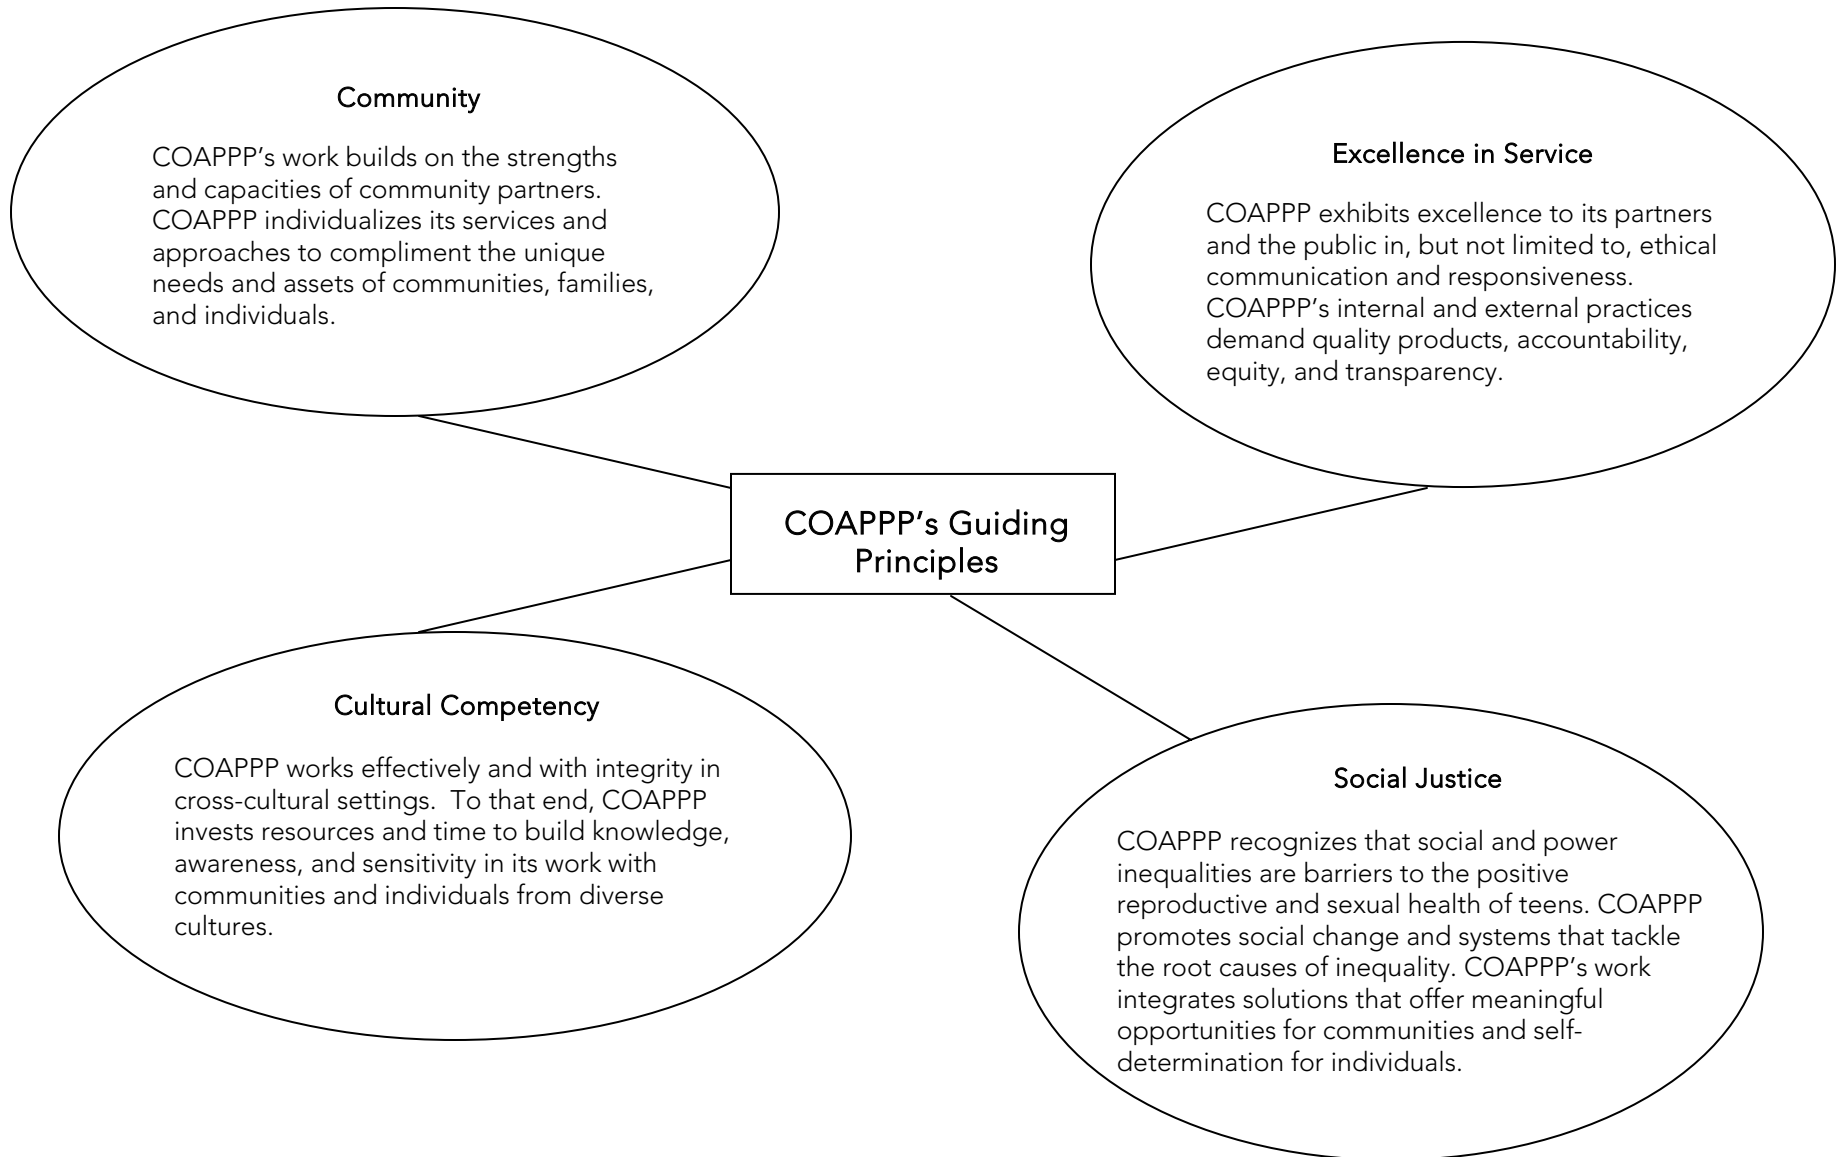 Community
COAPPP's work builds on the strengths
and capacities of community partners.
COAPPP individualizes its services and
approaches to compliment the unique
needs and assets of communities, families,
and individuals.
Excellence in Service
COAPPP exhibits excellence to its partners
and the public in, but not limited to, ethical
communication and responsiveness.
COAPPP's internal and external practices
demand quality products, accountability,
equity, and transparency.
COAPPP's Guiding
Principles
Cultural Competency
COAPPP works effectively and with integrity in
cross-cultural settings.  To that end, COAPPP
invests resources and time to build knowledge,
awareness, and sensitivity in its work with
communities and individuals from diverse
cultures.
Social Justice
COAPPP recognizes that social and power
inequalities are barriers to the positive
reproductive and sexual health of teens. COAPPP
promotes social change and systems that tackle
the root causes of inequality. COAPPP's work
integrates solutions that offer meaningful
opportunities for communities and self-
determination for individuals.